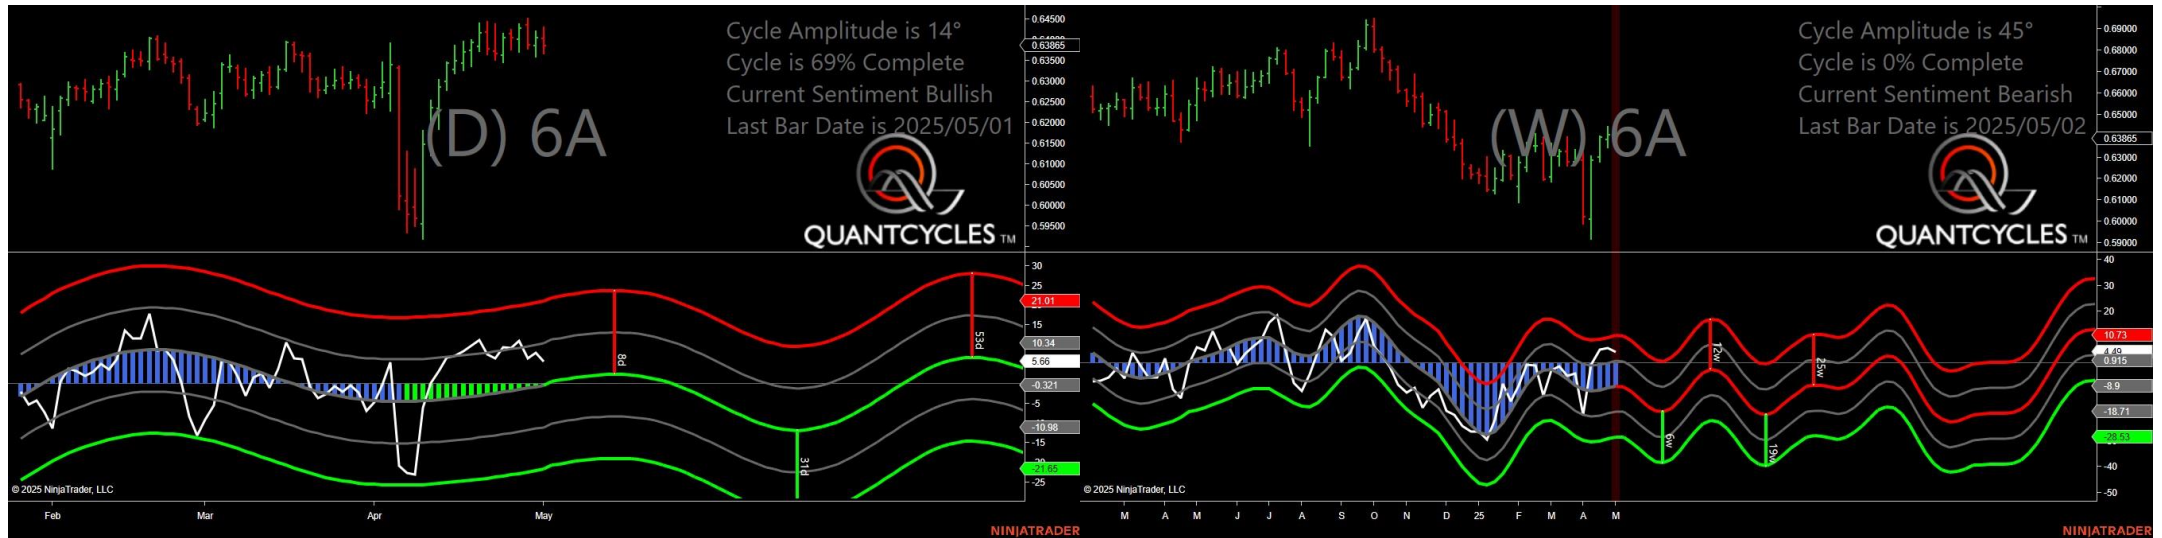 Cycle Amplitude is 14°
Cycle is 69% Complete
Current Sentiment Bullish
Last Bar Date is 2025/05/01
(D) 6A
QUANTCYCLES TM
0.64500
0.63865
0.63500
0.63000
0.62500
0.62000
0.61500
0.61000
0.60500
0.60000
0.59500
30
25
21.01
15
10.34
5.66
-0.321
-5
-10.98
-15
-21.65
-25
8d
31d
53d
© 2025 NinjaTrader, LLC
Feb
Mar
Apr
May
NINJATRADER
Cycle Amplitude is 45°
Cycle is 0% Complete
Current Sentiment Bearish
Last Bar Date is 2025/05/02
(W) 6A
QUANTCYCLES TM
0.69000
0.68000
0.67000
0.66000
0.65000
0.63865
0.63000
0.62000
0.61000
0.60000
0.59000
40
30
20
10.73
4.49
0.915
-8.9
-18.71
-28.53
-40
-50
6w
12w
19w
25w
© 2025 NinjaTrader, LLC
M A M J J A S O N D 25 F M A M
NINJATRADER